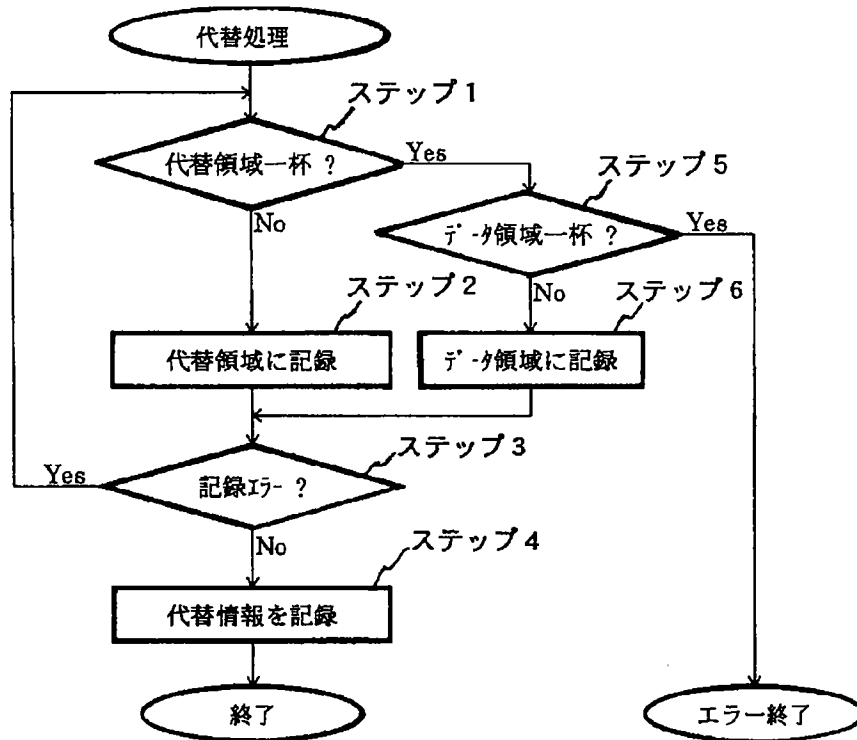 代替処理
ステップ1
代替領域一杯 ?
Yes
ステップ5
No
データ領域一杯 ?
Yes
ステップ2
No
ステップ6
代替領域に記録
データ領域に記録
ステップ3
Yes
記録エラー ?
No
ステップ4
代替情報を記録
終了
エラー終了